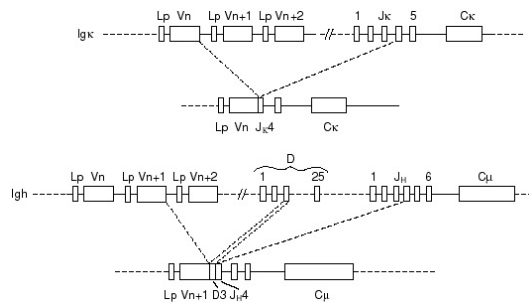 Lp Vn Lp Vn+1 Lp Vn+2 1 Jκ 5 Cκ
Igκ
Lp Vn Jκ4 Cκ
D
Lp Vn Lp Vn+1 Lp Vn+2 1 25 1 JH 6 Cμ
Igh
Lp Vn+1 D3 JH4 Cμ